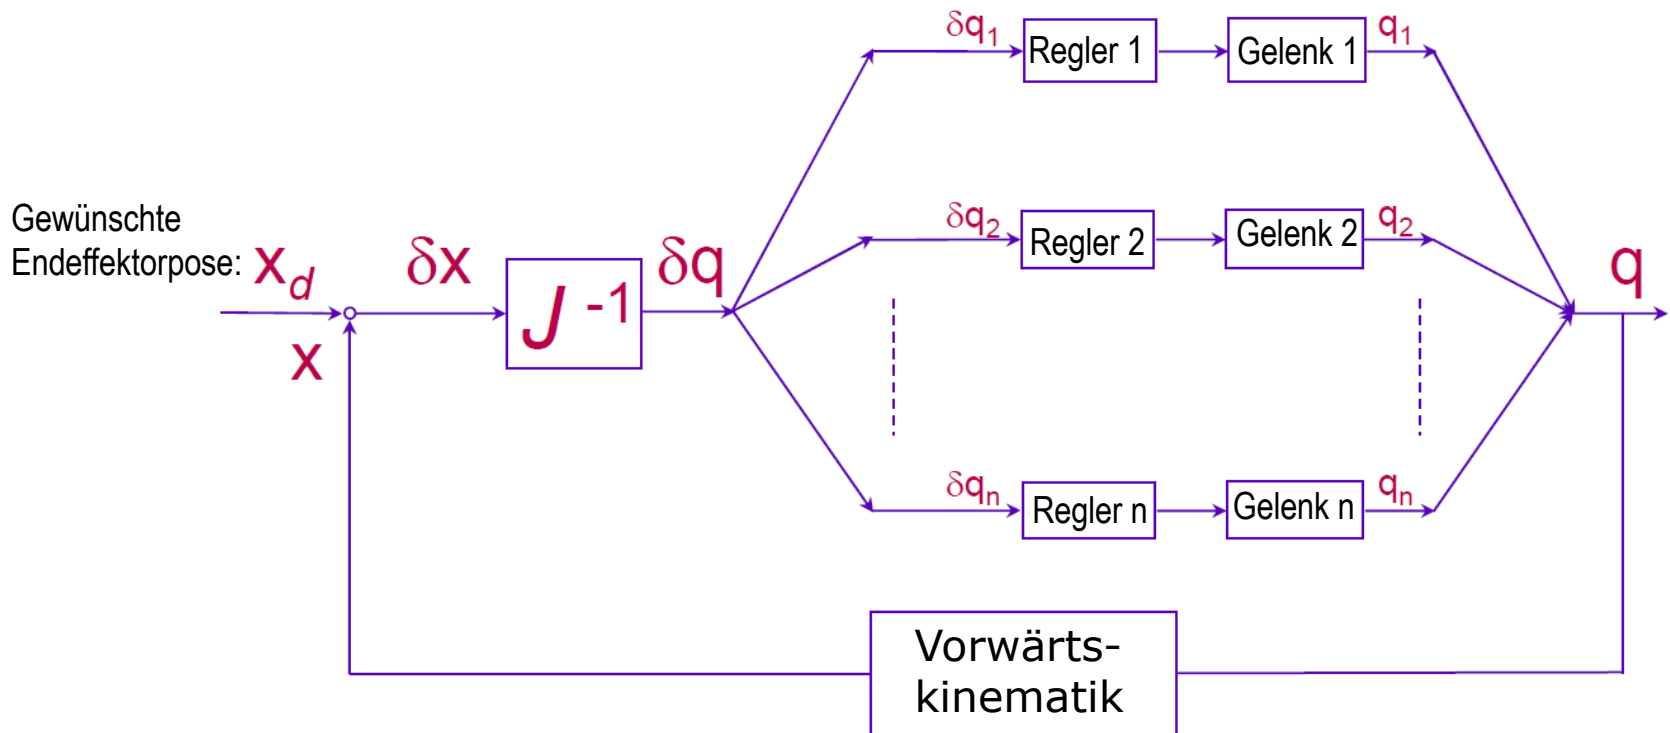 δq₁
Regler 1
Gelenk 1
q₁
Gewünschte
Endeffektorpose: x_d
δx
J⁻¹
δq
x
δq₂
Regler 2
Gelenk 2
q₂
q
δqₙ
Regler n
Gelenk n
qₙ
Vorwärts-
kinematik